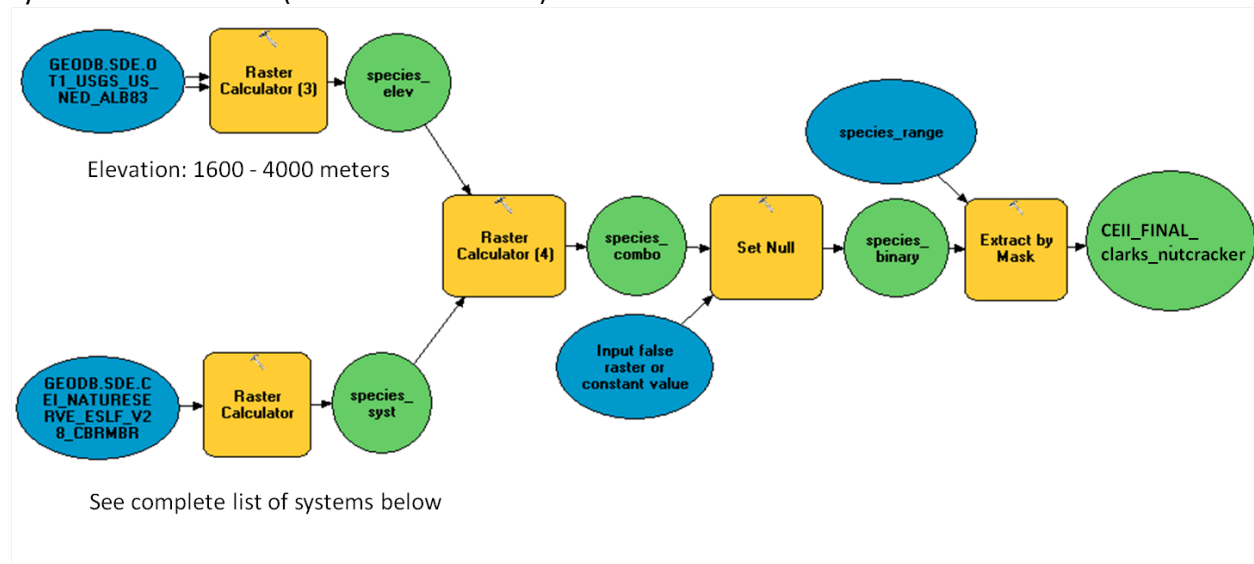 GEODB.SDE.O
T1_USGS_US_
NED_ALB83
Raster
Calculator (3)
species_
elev
Elevation: 1600 - 4000 meters
species_range
Raster
Calculator (4)
species_
combo
Set Null
species_
binary
Extract by
Mask
CEII_FINAL_
clarks_nutcracker
Input false
raster or
constant value
GEODB.SDE.C
EI_NATURESE
RVE_ESLF_V2
8_CBRMBR
Raster
Calculator
species_
syst
See complete list of systems below